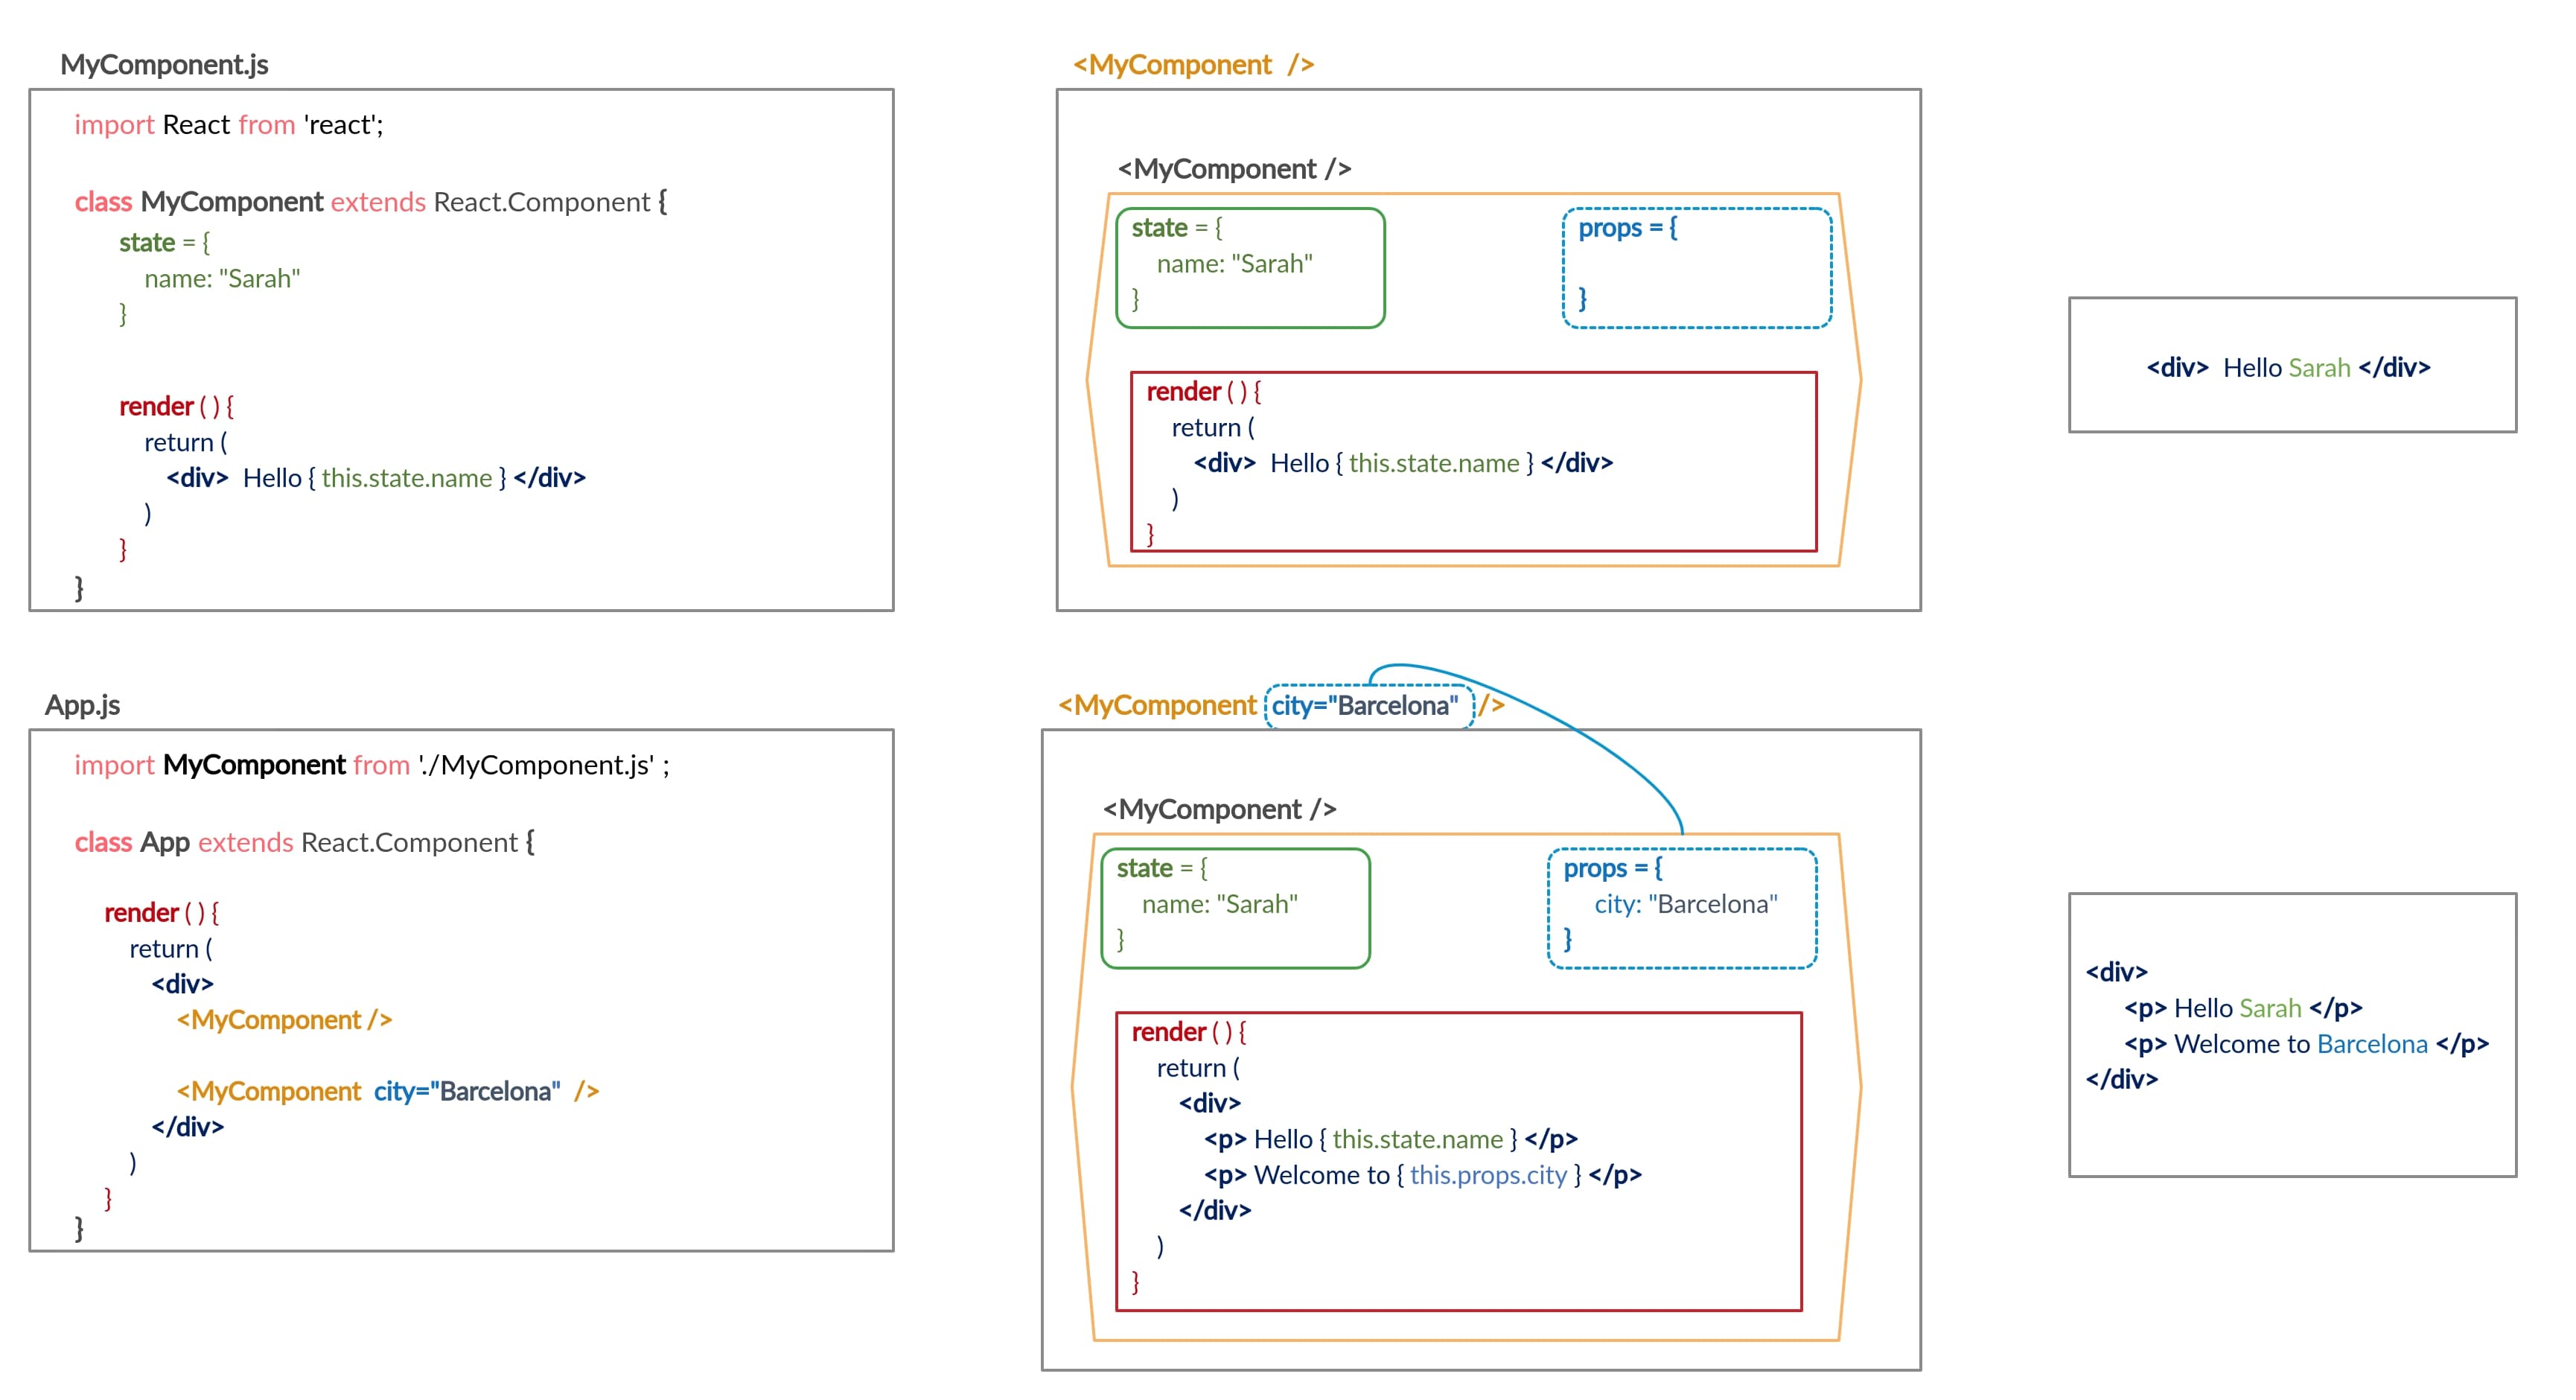 MyComponent.js
import React from 'react';
class MyComponent extends React.Component {
state = {
name: "Sarah"
}
render ( ) {
return (
<div> Hello { this.state.name } </div>
)
}
}
<MyComponent />
<MyComponent />
state = {
name: "Sarah"
}
props = {
}
render ( ) {
return (
<div> Hello { this.state.name } </div>
)
}
<div> Hello Sarah </div>
App.js
import MyComponent from './MyComponent.js' ;
class App extends React.Component {
render ( ) {
return (
<div>
<MyComponent />
<MyComponent city="Barcelona" />
</div>
)
}
}
<MyComponent city="Barcelona" />
<MyComponent />
state = {
name: "Sarah"
}
props = {
city: "Barcelona"
}
render ( ) {
return (
<div>
<p> Hello { this.state.name } </p>
<p> Welcome to { this.props.city } </p>
</div>
)
}
<div>
<p> Hello Sarah </p>
<p> Welcome to Barcelona </p>
</div>